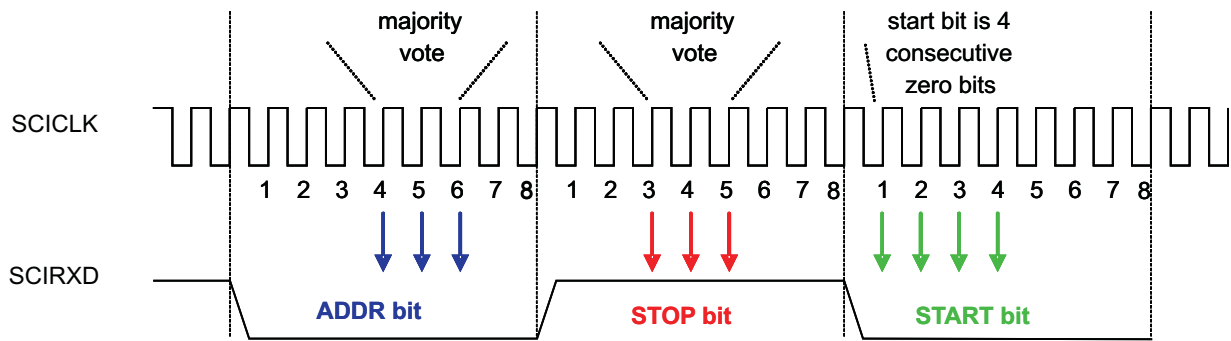 majority
vote
majority
vote
start bit is 4
consecutive
zero bits
SCICLK
1 2 3 4 5 6 7 8 1 2 3 4 5 6 7 8 1 2 3 4 5 6 7 8
SCIRXD
ADDR bit STOP bit START bit